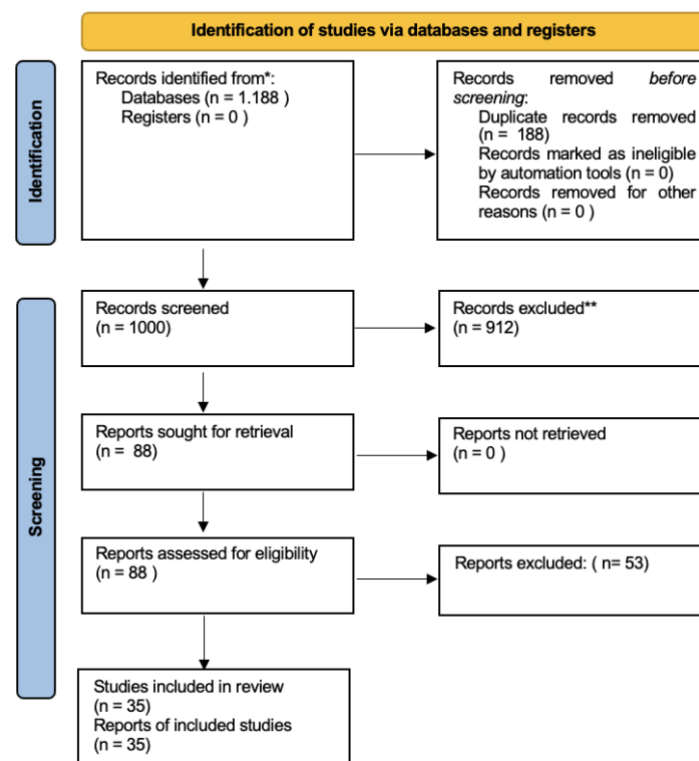 Identification of studies via databases and registers
Identification
Records identified from*:
Databases (n = 1.188 )
Registers (n = 0 )
Records removed before
screening:
Duplicate records removed
(n = 188)
Records marked as ineligible
by automation tools (n = 0)
Records removed for other
reasons (n = 0 )
Screening
Records screened
(n = 1000)
Records excluded**
(n = 912)
Reports sought for retrieval
(n = 88)
Reports not retrieved
(n = 0 )
Reports assessed for eligibility
(n = 88 )
Reports excluded: ( n= 53)
Studies included in review
(n = 35)
Reports of included studies
(n = 35)